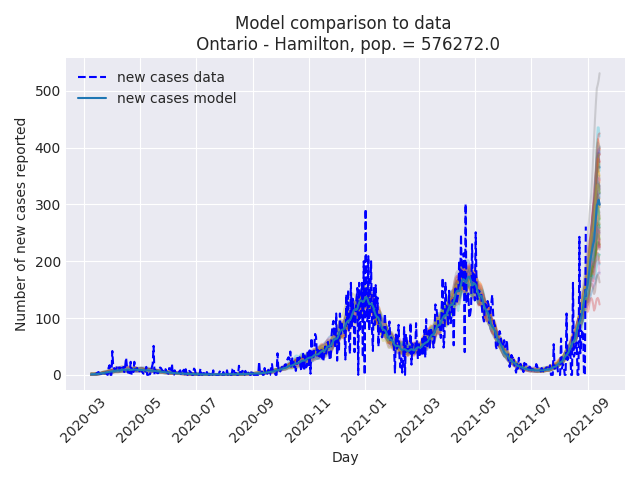 Model comparison to data
Ontario - Hamilton, pop. = 576272.0
new cases data
new cases model
Number of new cases reported
500
400
300
200
100
0
2020-03
2020-05
2020-07
2020-09
2020-11
2021-01
2021-03
2021-05
2021-07
2021-09
Day